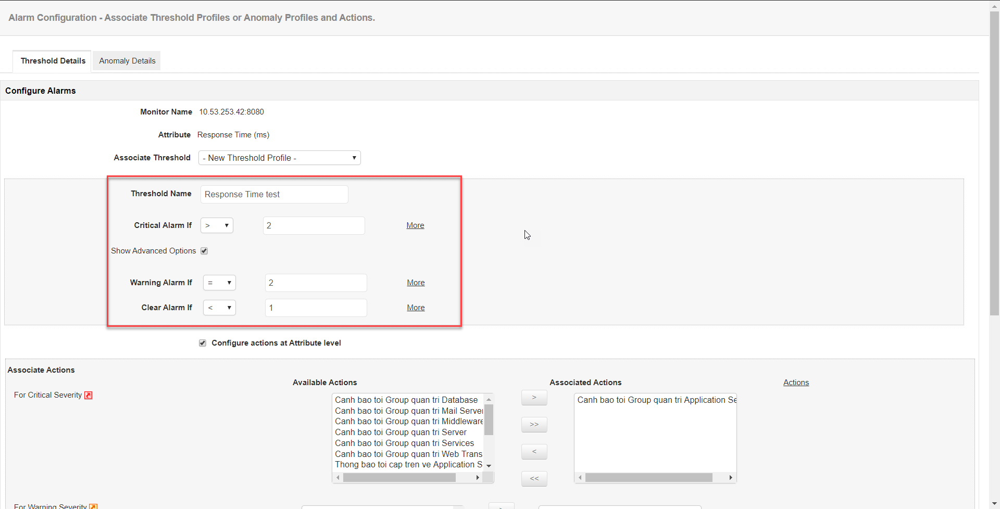 Alarm Configuration - Associate Threshold Profiles or Anomaly Profiles and Actions.
Threshold Details Anomaly Details
Configure Alarms
Monitor Name 10.53.253.42:8080
Attribute Response Time (ms)
Associate Threshold - New Threshold Profile -
Threshold Name Response Time test
Critical Alarm If > 2 More
Show Advanced Options
Warning Alarm If = 2 More
Clear Alarm If < 1 More
Configure actions at Attribute level
Associate Actions
Available Actions Associated Actions Actions
For Critical Severity
Canh bao toi Group quan tri Database
Canh bao toi Group quan tri Mail Server
Canh bao toi Group quan tri Middleware
Canh bao toi Group quan tri Server
Canh bao toi Group quan tri Services
Canh bao toi Group quan tri Web Trans
Thong bao toi cap tren ve Application S
>
>>
<
<<
Canh bao toi Group quan tri Application Se
For Warning Severity